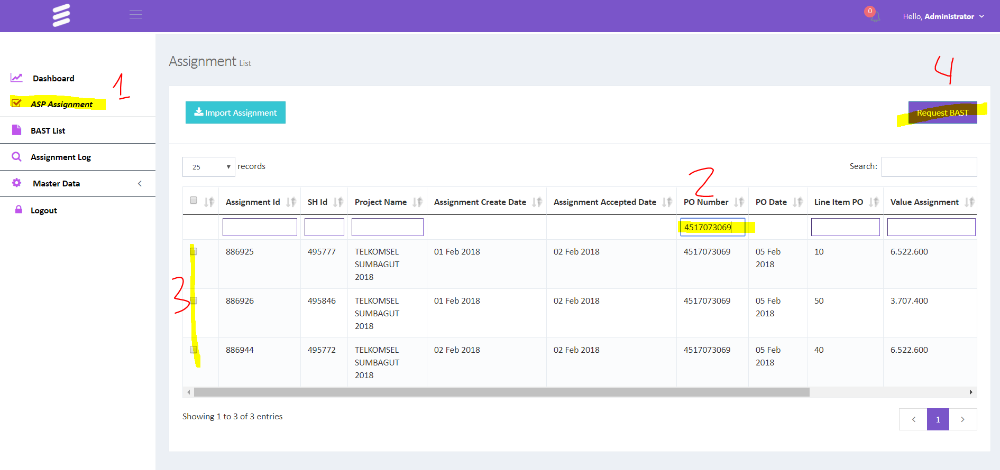 0
Hello, Administrator
4
Assignment List
Dashboard
1
ASP Assignment
Import Assignment
Request BAST
BAST List
Assignment Log
25 records
Search:
2
Master Data
Assignment Id SH Id Project Name Assignment Create Date Assignment Accepted Date PO Number PO Date Line Item PO Value Assignment
Logout
4517073069
886925 495777 TELKOMSEL 01 Feb 2018 02 Feb 2018 4517073069 05 Feb 10 6.522.600
SUMBAGUT 2018
2018
3
886926 495846 TELKOMSEL 01 Feb 2018 02 Feb 2018 4517073069 05 Feb 50 3.707.400
SUMBAGUT 2018
2018
886944 495772 TELKOMSEL 02 Feb 2018 02 Feb 2018 4517073069 05 Feb 40 6.522.600
SUMBAGUT 2018
2018
Showing 1 to 3 of 3 entries
1